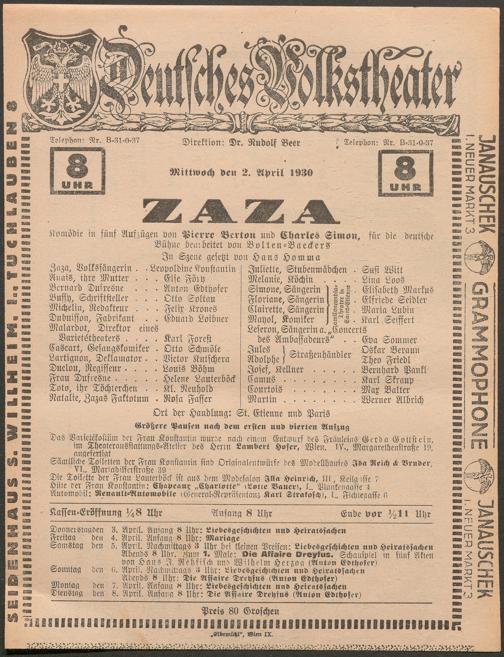 Deutsches Volkstheater
Telephon: Nr. B-31-0-37
Direktion: Dr. Rudolf Beer
Telephon: Nr. B-31-0-37
8 UHR
Mittwoch den 2. April 1930
8 UHR
ZAZA
Komödie in fünf Aufzügen von Pierre Berton und Charles Simon, für die deutsche
Bühne bearbeitet von Bolten-Baeckers
In Szene gesetzt von Hans Homma
Zaza, Volkssängerin . . Leopoldine Konstantin
Anais, ihre Mutter . . . Else Föry
Bernard Dufresne . . . Anton Edthofer
Bussy, Schriftsteller . . Otto Soltau
Michelin, Redakteur . . Felix Krones
Dubuisson, Fabrikant . . Eduard Loibner
Malardot, Direktor eines
Varietétheaters . . . Karl Forest
Cascart, Gesangskomiker . Otto Schmöle
Lartignon, Deklamator . . Victor Kutschera
Duclou, Regisseur . . . Louis Böhm
Frau Dufresne . . . . Helene Lauterböck
Toto, ihr Töchterchen . . Kl. Reuhold
Natalie, Zazas Faktotum . Rosa Fasser
Juliette, Stubenmädchen . Susi Witt
Melanie, Köchin . . . Lina Loos
Simone, Sängerin . . . Elisabeth Markus
Floriane, Sängerin . . . Elfriede Seidler
Clairette, Sängerin . . . Maria Lubin
Mayol, Komiker . . . Karl Seiffert
Leseron, Sängerin a. „Concerts
des Ambassadeurs" . . Eva Sommer
Jules } Straßenhändler . . Oskar Beraun
Adolphe } . . Theo Friedl
Josef, Kellner . . . . Bernhard Pankl
Camus . . . . . . Karl Skraup
Courtois . . . . . . Max Balter
Martin . . . . . . Werner Albrich
Ort der Handlung: St. Etienne und Paris
Größere Pausen nach dem ersten und vierten Aufzug
Das Varietékostüm der Frau Konstantin wurde nach einem Entwurf des Fräuleins Gerda Gottstein,
im Theaterausstattungs-Atelier des Herrn Lambert Hofer, Wien, IV., Margaretenstraße 19,
angefertigt
Sämtliche Toiletten der Frau Konstantin sind Originalentwürfe des Modellhauses Ida Reich & Bruder,
VI., Mariahilferstraße 39
Die Toilette der Frau Lauterböck ist aus dem Modesalon Illa Heinrich, III.,
Hüte der Frau Konstantin: Chapeaux „Charlotte" (Lotte Bauer), I., Plankengasse 4
Automobil: Renault-Automobile (General-Repräsentanz Karl Stratosch), I., Fichtegasse 6
Kassen-Eröffnung ½8 Uhr
Anfang 8 Uhr
Ende vor ½11 Uhr
Donnerstag den 3. April. Anfang 8 Uhr: Liebesgeschichten und Heiratssachen
Freitag den 4. April. Anfang 8 Uhr: Mariage
Samstag den 5. April. Nachmittags 3 Uhr bei kleinen Preisen: Liebesgeschichten und Heiratssachen
Abends 8 Uhr. Zum 1. Male: Die Affaire Dreyfus. Schauspiel in fünf Akten
von Hans J. Rehfisch und Wilhelm Herzog (Anton Edthofer)
Sonntag den 6. April. Nachmittags 3 Uhr: Liebesgeschichten und Heiratssachen
Abends 8 Uhr: Die Affaire Dreyfus (Anton Edthofer)
Montag den 7. April. Anfang 8 Uhr: Liebesgeschichten und Heiratssachen
Dienstag den 8. April. Anfang 8 Uhr: Die Affaire Dreyfus (Anton Edthofer)
Preis 80 Groschen
„Elbemühl", Wien IX.
SEIDENHAUS S. WILLHEIM, I., TUCHLAUBEN 8
JANAUSCHEK
I. NEUER MARKT 3
GRAMMOPHONE
JANAUSCHEK
I. NEUER MARKT 3